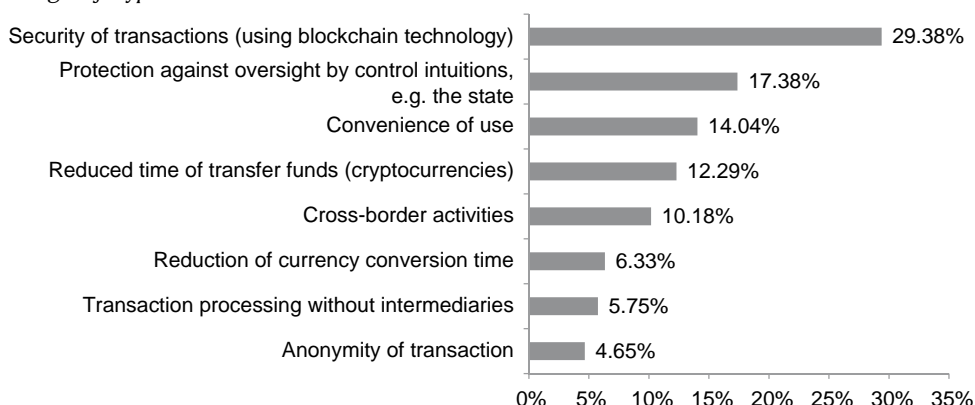 Security of transactions (using blockchain technology) 29.38%
Protection against oversight by control intuitions,
e.g. the state 17.38%
Convenience of use 14.04%
Reduced time of transfer funds (cryptocurrencies) 12.29%
Cross-border activities 10.18%
Reduction of currency conversion time 6.33%
Transaction processing without intermediaries 5.75%
Anonymity of transaction 4.65%
0% 5% 10% 15% 20% 25% 30% 35%